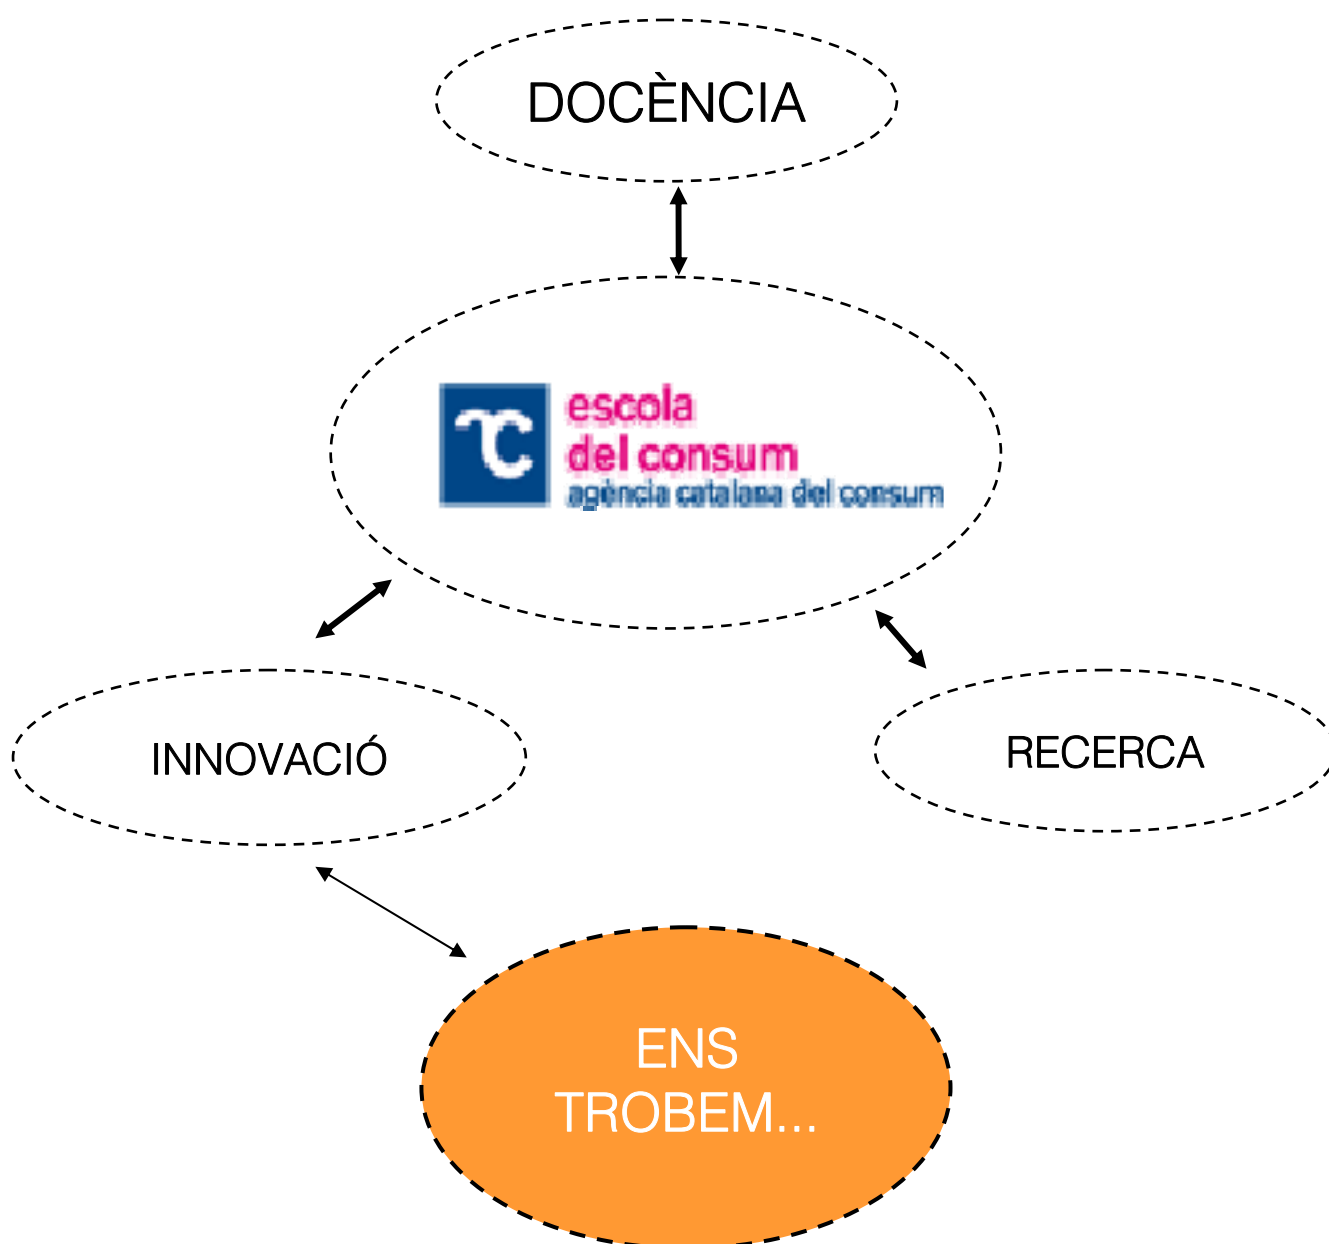 DOCÈNCIA
escola
del consum
agència catalana del consum
INNOVACIÓ
RECERCA
ENS
TROBEM...